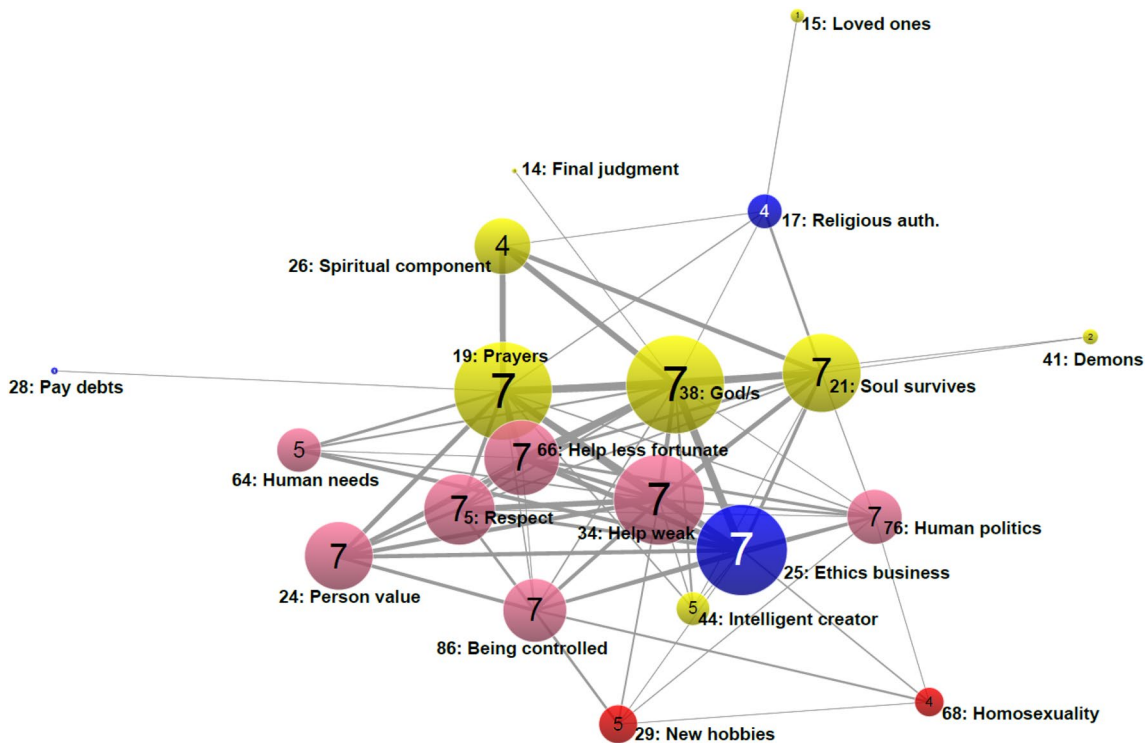 1
15: Loved ones
14: Final judgment
4
17: Religious auth.
4
26: Spiritual component
2
41: Demons
19: Prayers
7
7
38: God/s
7
21: Soul survives
1
28: Pay debts
5
64: Human needs
7
66: Help less fortunate
7
5: Respect
7
34: Help weak
7
76: Human politics
7
24: Person value
7
25: Ethics business
7
86: Being controlled
5
44: Intelligent creator
4
68: Homosexuality
5
29: New hobbies